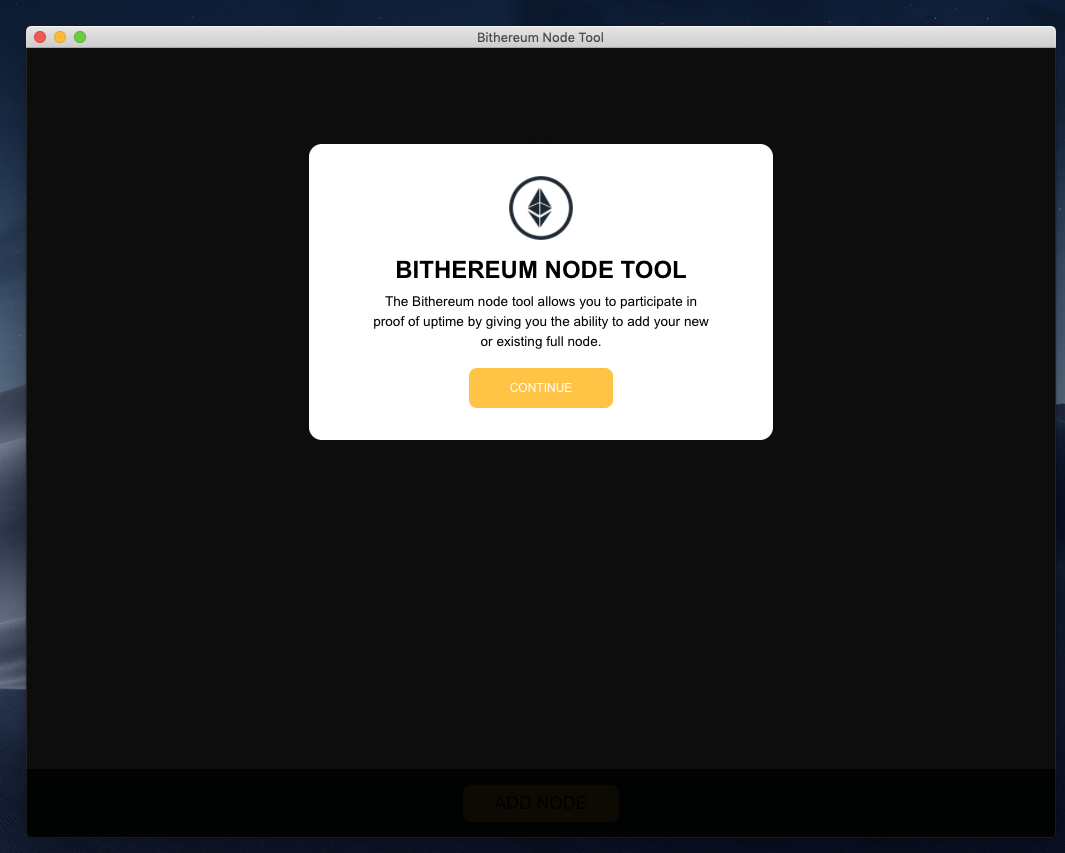 Bithereum Node Tool
BITHEREUM NODE TOOL
The Bithereum node tool allows you to participate in
proof of uptime by giving you the ability to add your new
or existing full node.
CONTINUE
ADD NODE